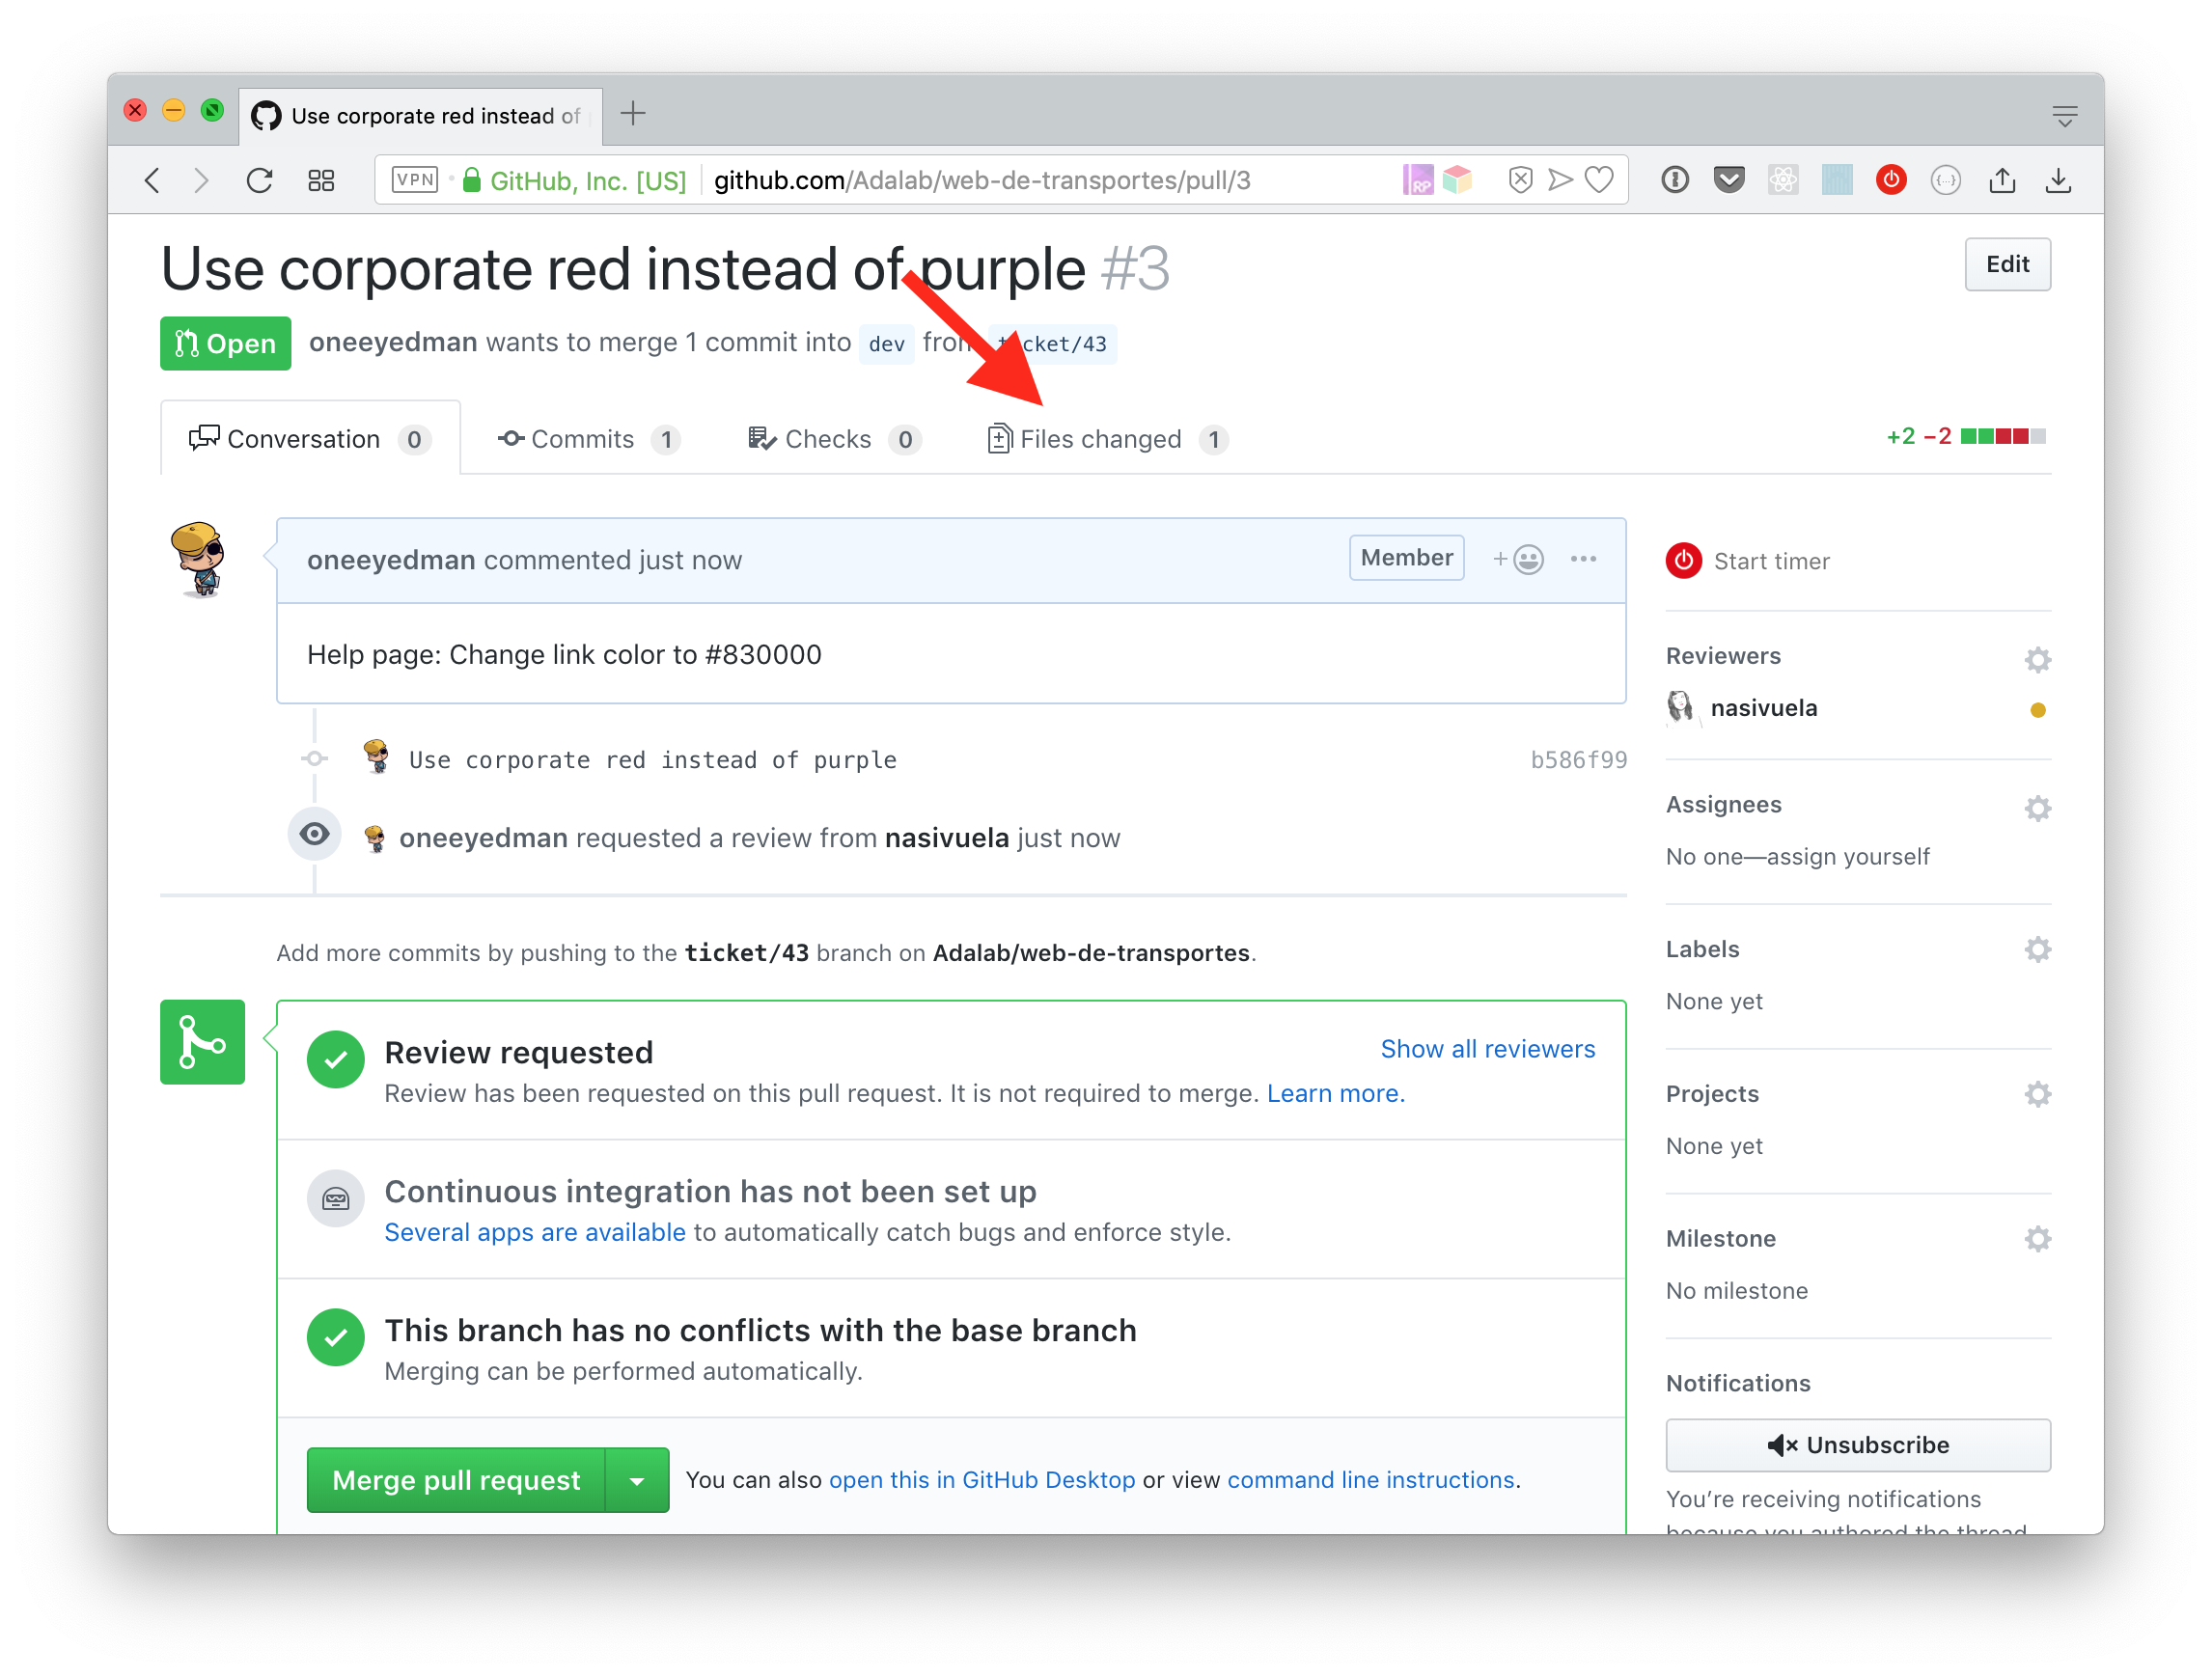 Use corporate red instead of
VPN GitHub, Inc. [US] github.com/Adalab/web-de-transportes/pull/3
RP
Use corporate red instead of purple #3
Edit
Open oneeyedman wants to merge 1 commit into dev from ticket/43
Conversation 0 Commits 1 Checks 0 Files changed 1 +2 −2
oneeyedman commented just now Member
Help page: Change link color to #830000
Use corporate red instead of purple b586f99
oneeyedman requested a review from nasivuela just now
Add more commits by pushing to the ticket/43 branch on Adalab/web-de-transportes.
Review requested Show all reviewers
Review has been requested on this pull request. It is not required to merge. Learn more.
Continuous integration has not been set up
Several apps are available to automatically catch bugs and enforce style.
This branch has no conflicts with the base branch
Merging can be performed automatically.
Merge pull request You can also open this in GitHub Desktop or view command line instructions.
Start timer
Reviewers
nasivuela
Assignees
No one—assign yourself
Labels
None yet
Projects
None yet
Milestone
No milestone
Notifications
Unsubscribe
You’re receiving notifications
because you authored the thread